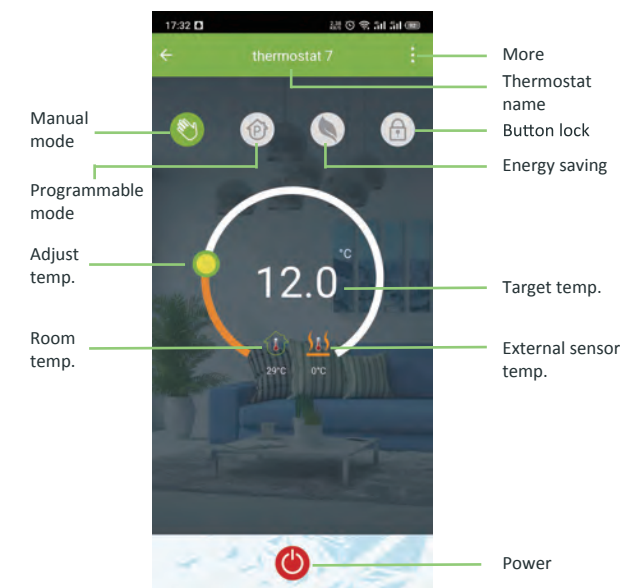 17:32
thermostat 7
More
Thermostat
name
Manual
mode
Button lock
P
Energy saving
Programmable
mode
Adjust
temp.
°C
12.0
Target temp.
Room
temp.
29°C
0°C
External sensor
temp.
Power